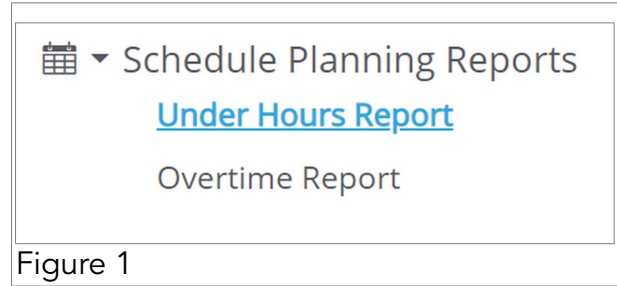 Schedule Planning Reports
Under Hours Report
Overtime Report
Figure 1